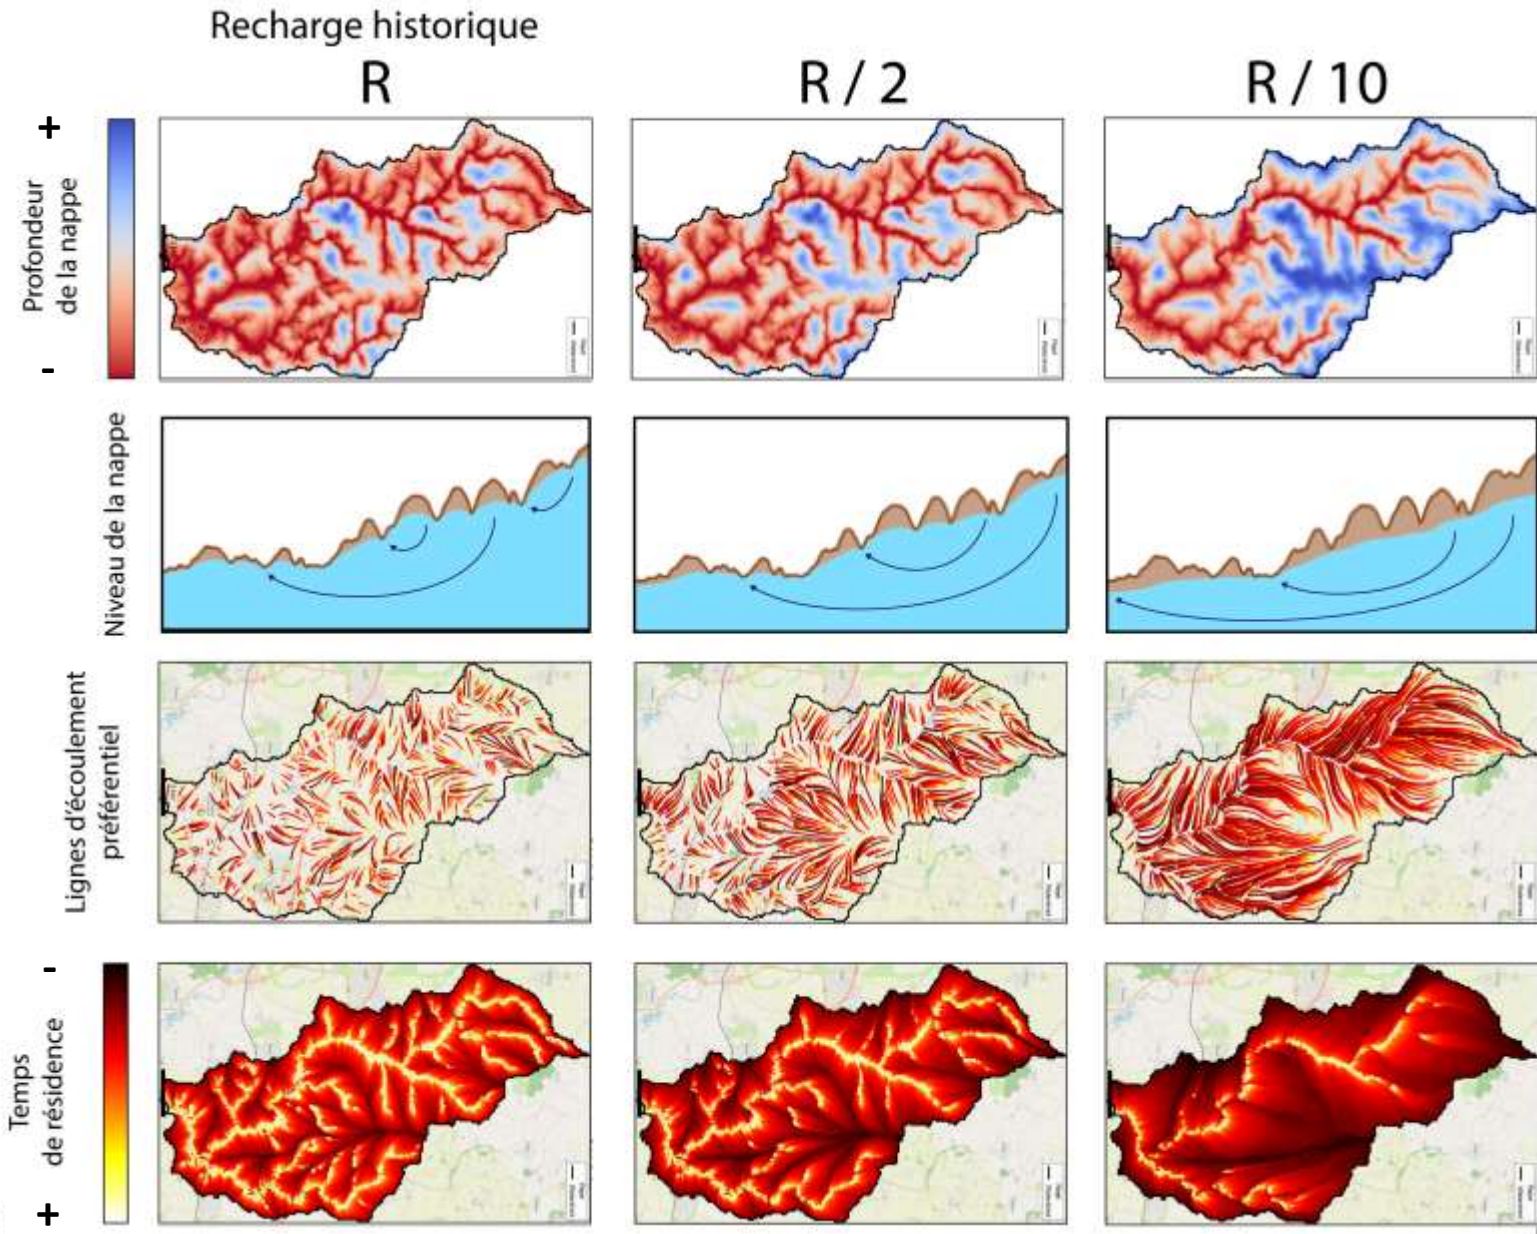 Recharge historique
R
R / 2
R / 10
+
Profondeur
de la nappe
-
Niveau de la nappe
Lignes d'écoulement
préférentiel
-
Temps
de résidence
+